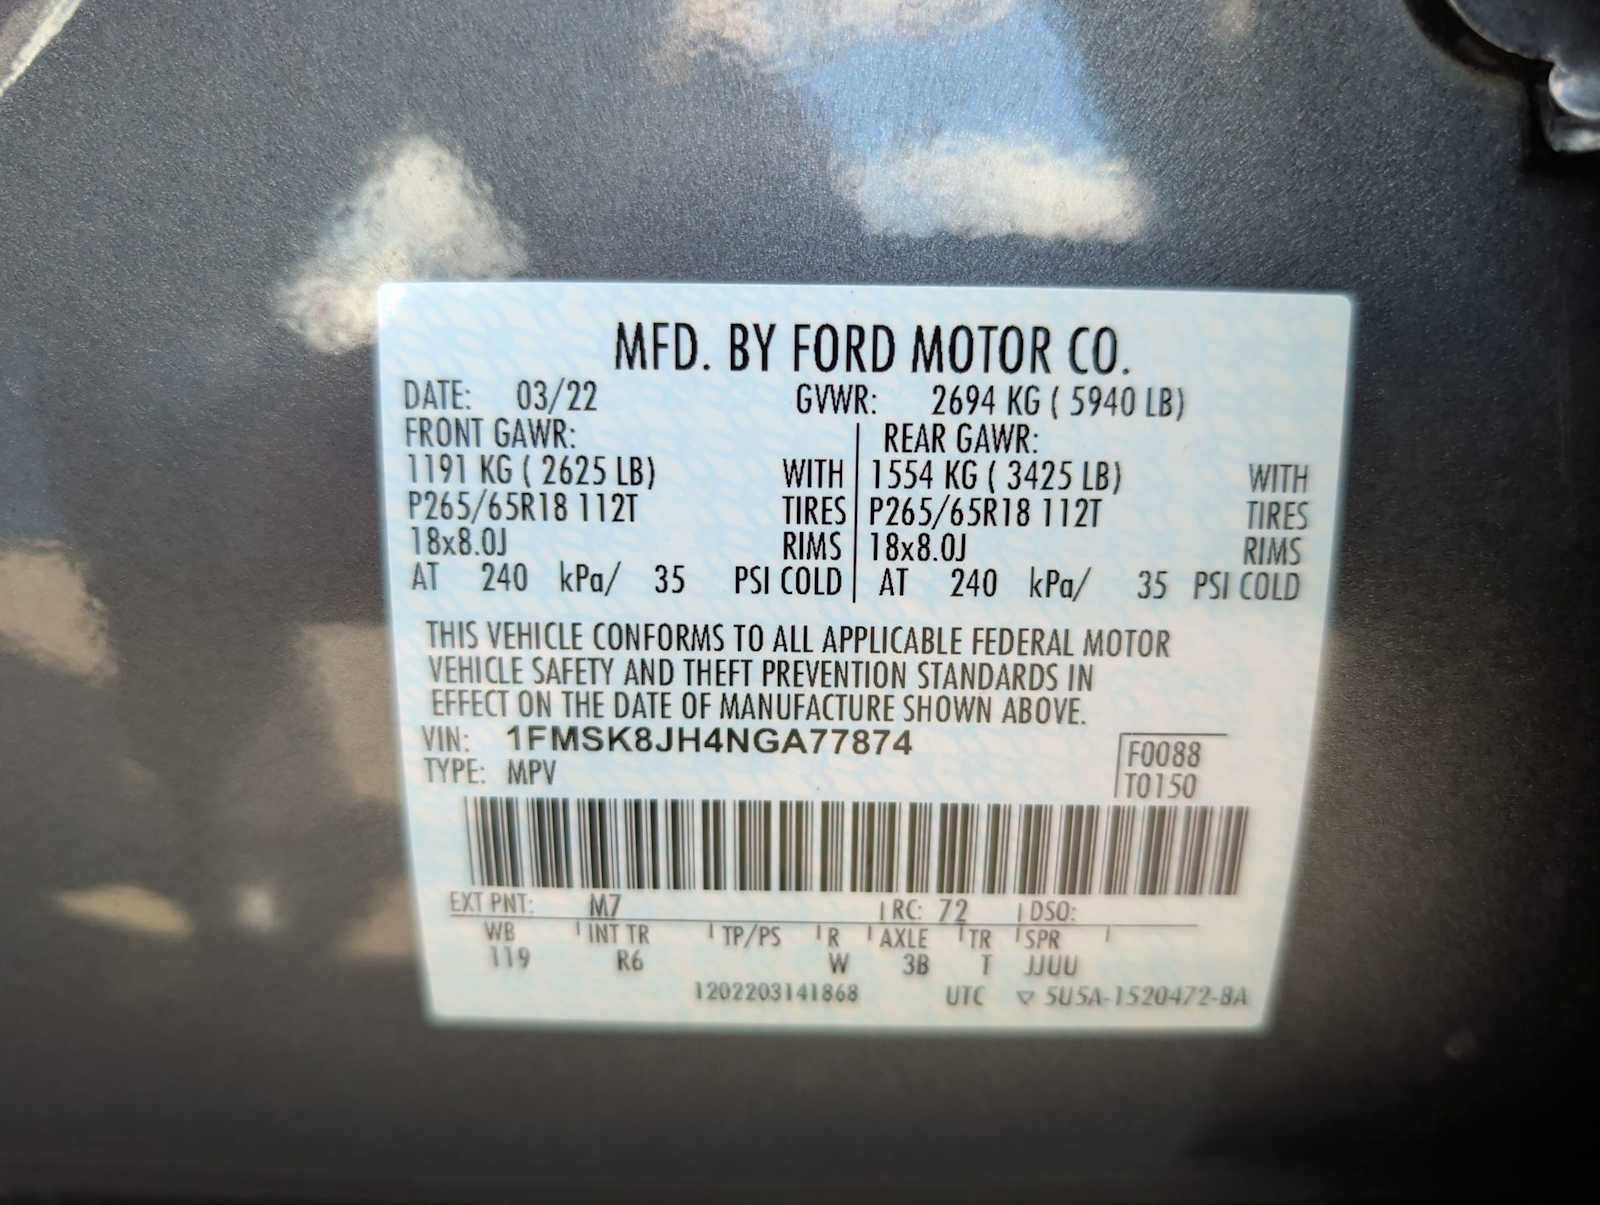 MFD. BY FORD MOTOR CO.
DATE: 03/22 GVWR: 2694 KG ( 5940 LB)
FRONT GAWR: REAR GAWR:
1191 KG ( 2625 LB) WITH 1554 KG ( 3425 LB) WITH
P265/65R18 112T TIRES P265/65R18 112T TIRES
18x8.0J RIMS 18x8.0J RIMS
AT 240 kPa/ 35 PSI COLD AT 240 kPa/ 35 PSI COLD
THIS VEHICLE CONFORMS TO ALL APPLICABLE FEDERAL MOTOR
VEHICLE SAFETY AND THEFT PREVENTION STANDARDS IN
EFFECT ON THE DATE OF MANUFACTURE SHOWN ABOVE.
VIN: 1FMSK8JH4NGA77874 F0088
TYPE: MPV T0150
EXT PNT: M7 RC: 72 DSO:
WB INT TR TP/PS R AXLE TR SPR
119 R6 W 3B T JJUU
1202203141868 UTC ▽ 5U5A-1520472-BA